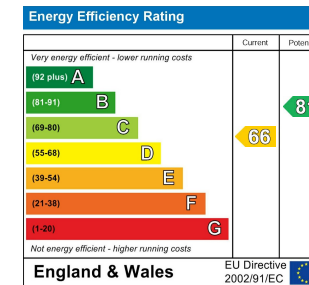 Energy Efficiency Rating
Current
Very energy efficient - lower running costs
(92 plus) A
(81-91) B
(69-80) C
(55-68) D
(39-54) E
(21-38) F
(1-20) G
66
Not energy efficient - higher running costs
England & Wales
EU Directive
2002/91/EC